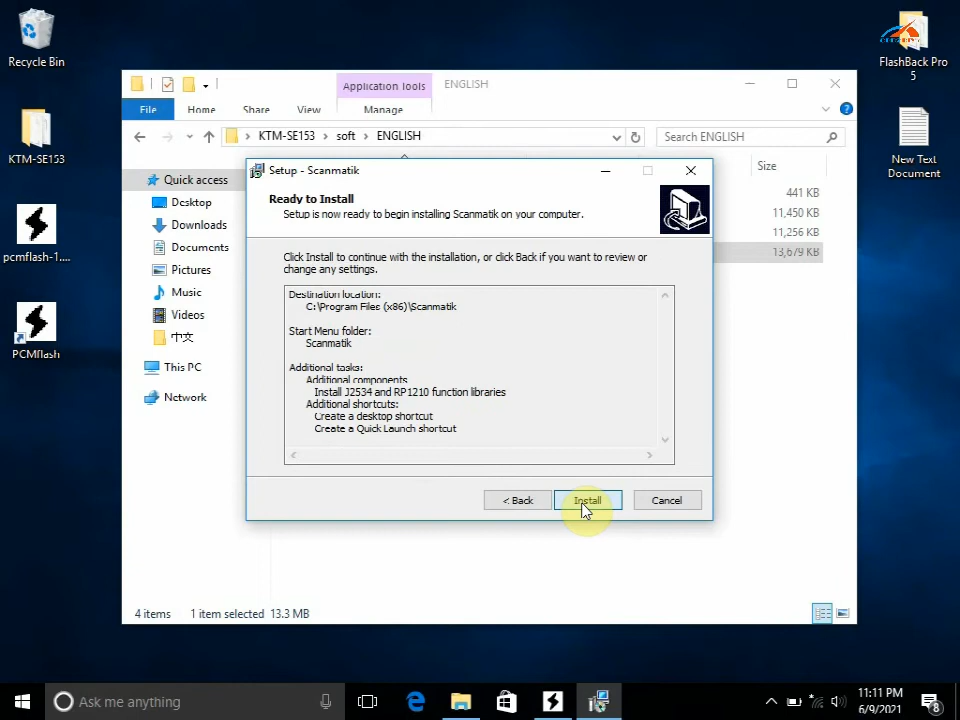 Recycle Bin
KTM-SE153
pcmflash-1....
PCMflash
FlashBack Pro
5
New Text
Document
Application Tools
ENGLISH
File
Home
Share
View
Manage
KTM-SE153
soft
ENGLISH
Search ENGLISH
Quick access
Desktop
Downloads
Documents
Pictures
Music
Videos
中文
This PC
Network
Size
441 KB
11,450 KB
11,256 KB
13,679 KB
Setup - Scanmatik
Ready to Install
Setup is now ready to begin installing Scanmatik on your computer.
Click Install to continue with the installation, or click Back if you want to review or
change any settings.
Destination location:
C:\Program Files (x86)\Scanmatik
Start Menu folder:
Scanmatik
Additional tasks:
Additional components
Install J2534 and RP1210 function libraries
Additional shortcuts:
Create a desktop shortcut
Create a Quick Launch shortcut
< Back
Install
Cancel
4 items
1 item selected 13.3 MB
Ask me anything
11:11 PM
6/9/2021
8